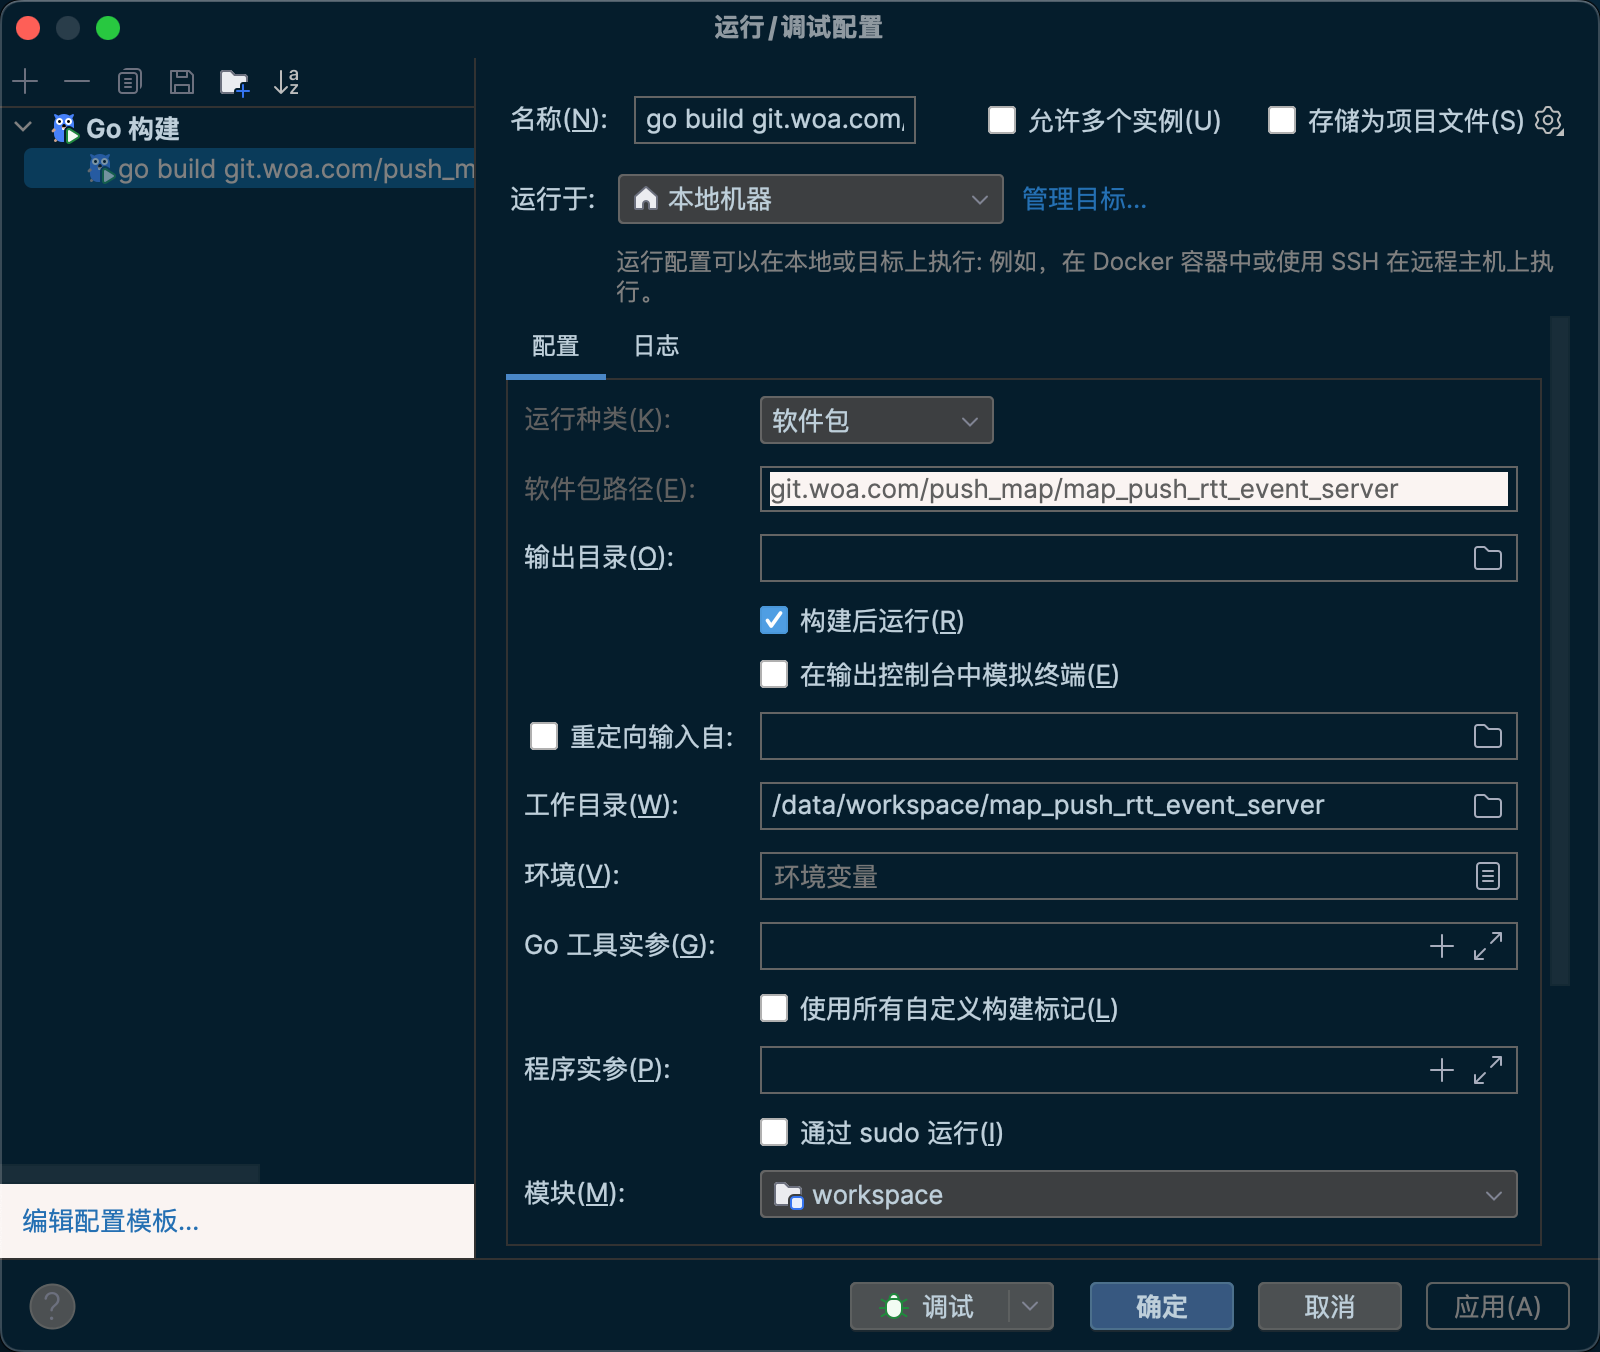 运行/调试配置
Go 构建
go build git.woa.com/push_m
编辑配置模板...
名称(N):
go build git.woa.com,
允许多个实例(U)
存储为项目文件(S)
运行于:
本地机器
管理目标...
运行配置可以在本地或目标上执行: 例如，在 Docker 容器中或使用 SSH 在远程主机上执
行。
配置
日志
运行种类(K):
软件包
软件包路径(E):
git.woa.com/push_map/map_push_rtt_event_server
输出目录(O):
构建后运行(R)
在输出控制台中模拟终端(E)
重定向输入自:
工作目录(W):
/data/workspace/map_push_rtt_event_server
环境(V):
环境变量
Go 工具实参(G):
使用所有自定义构建标记(L)
程序实参(P):
通过 sudo 运行(I)
模块(M):
workspace
?
调试
确定
取消
应用(A)